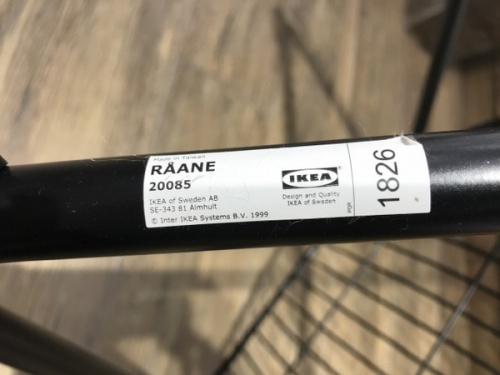 Made in Taiwan
RÅANE
20085
IKEA of Sweden AB
SE-343 81 Älmhult
© Inter IKEA Systems B.V. 1999
IKEA
Design and Quality
IKEA of Sweden
1826